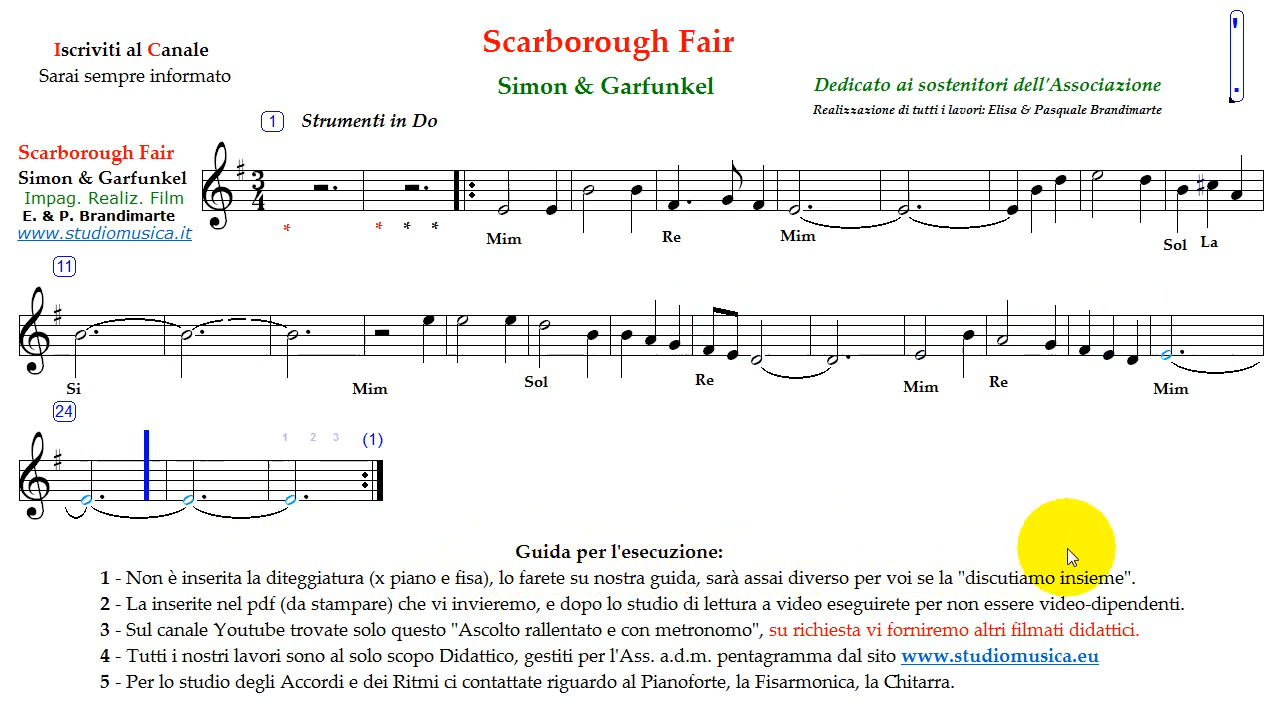 Scarborough Fair
Iscriviti al Canale
Sarai sempre informato
Simon & Garfunkel
Dedicato ai sostenitori dell'Associazione
Realizzazione di tutti i lavori: Elisa & Pasquale Brandimarte
1
Strumenti in Do
Scarborough Fair
Simon & Garfunkel
Impag. Realiz. Film
E. & P. Brandimarte
www.studiomusica.it
3
4
* * * *
Mim Re Mim Sol La
11
Si Mim Sol Re Mim Re Mim
24
1 2 3 (1)
Guida per l'esecuzione:
1 - Non è inserita la diteggiatura (x piano e fisa), lo farete su nostra guida, sarà assai diverso per voi se la "discutiamo insieme".
2 - La inserite nel pdf (da stampare) che vi invieremo, e dopo lo studio di lettura a video eseguirete per non essere video-dipendenti.
3 - Sul canale Youtube trovate solo questo "Ascolto rallentato e con metronomo", su richiesta vi forniremo altri filmati didattici.
4 - Tutti i nostri lavori sono al solo scopo Didattico, gestiti per l'Ass. a.d.m. pentagramma dal sito www.studiomusica.eu
5 - Per lo studio degli Accordi e dei Ritmi ci contattate riguardo al Pianoforte, la Fisarmonica, la Chitarra.